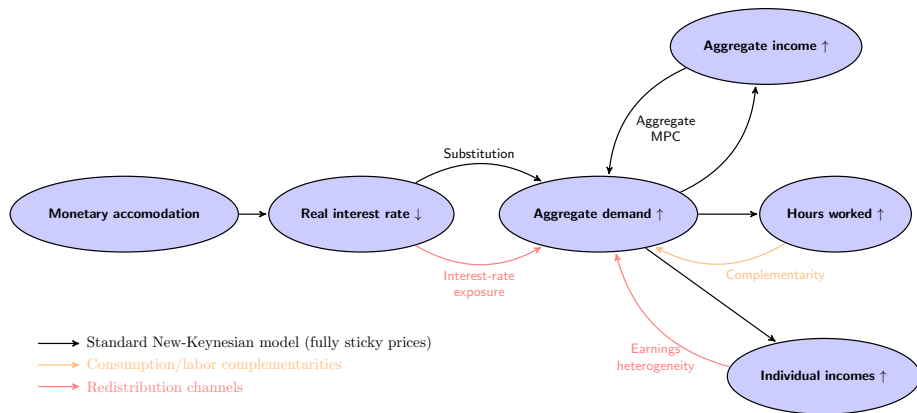 Aggregate income ↑
Aggregate
MPC
Substitution
Monetary accomodation
Real interest rate ↓
Aggregate demand ↑
Hours worked ↑
Interest-rate
exposure
Complementarity
Standard New-Keynesian model (fully sticky prices)
Consumption/labor complementarities
Redistribution channels
Earnings
heterogeneity
Individual incomes ↑